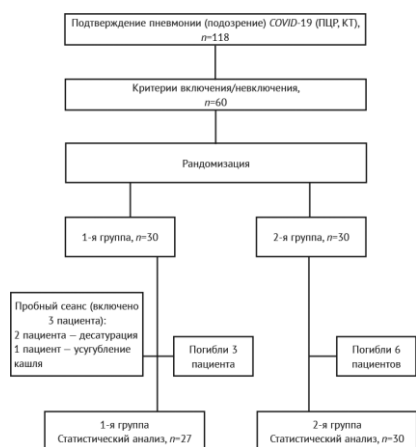 Подтверждение пневмонии (подозрение) COVID-19 (ПЦР, КТ),
n=118
Критерии включения/невключения,
n=60
Рандомизация
1-я группа, n=30
2-я группа, n=30
Пробный сеанс (включено
3 пациента):
2 пациента — десатурация
1 пациент — усугубление
кашля
Погибли 3
пациента
Погибли 6
пациентов
1-я группа
Статистический анализ, n=27
2-я группа
Статистический анализ, n=30